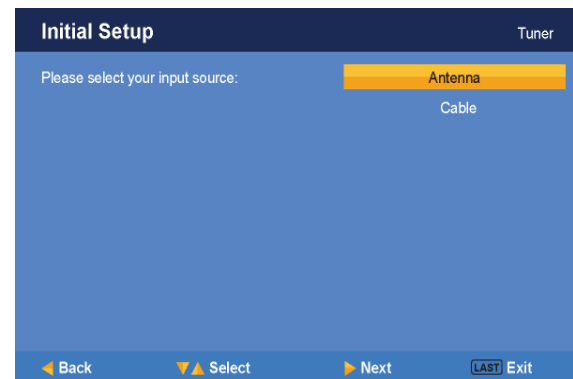 Initial Setup Tuner
Please select your input source: Antenna
Cable
Back Select Next LAST Exit